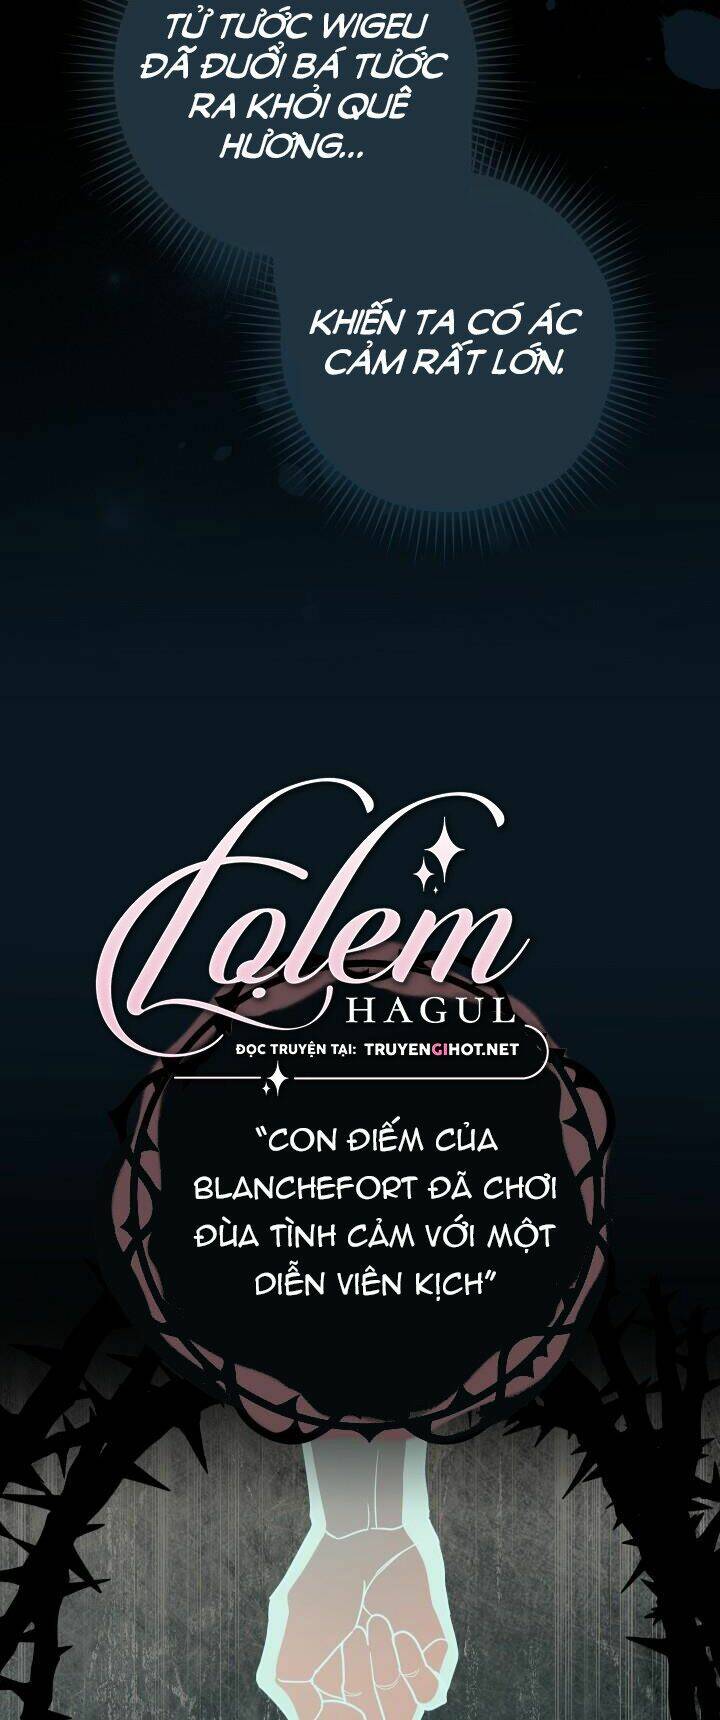 TỬ TƯỚC WIGEU
ĐÃ ĐUỔI BÁ TƯỚC
RA KHỎI QUÊ
HƯƠNG...
KHIẾN TA CÓ ÁC
CẢM RẤT LỚN.
Lọlem
HAGUL
ĐỌC TRUYỆN TẠI: TRUYENGIHOT.NET
“CON ĐIẾM CỦA
BLANCHEFORT ĐÃ CHƠI
ĐÙA TÌNH CẢM VỚI MỘT
DIỄN VIÊN KỊCH”